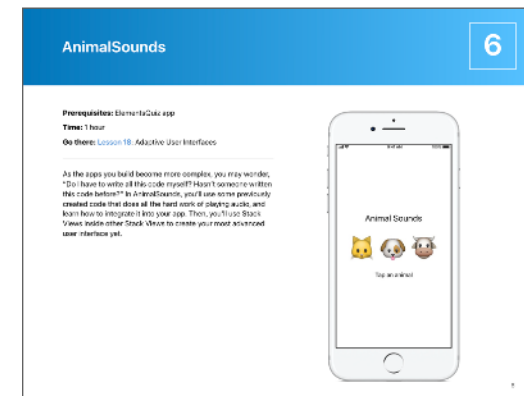 AnimalSounds
6
Prerequisites: ElementsQuiz app
Time: 1 hour
Go there: Lesson 18: Adaptive User Interfaces
As the apps you build become more complex, you may wonder,
"Do I have to write all this code myself? Hasn't someone written
this code before?" In AnimalSounds, you'll use some previously
created code that does all the hard work of playing audio, and
learn how to integrate it into your app. Then, you'll use Stack
Views inside other Stack Views to create your most advanced
user interface yet.
9:41 AM
Animal Sounds
Tap an animal